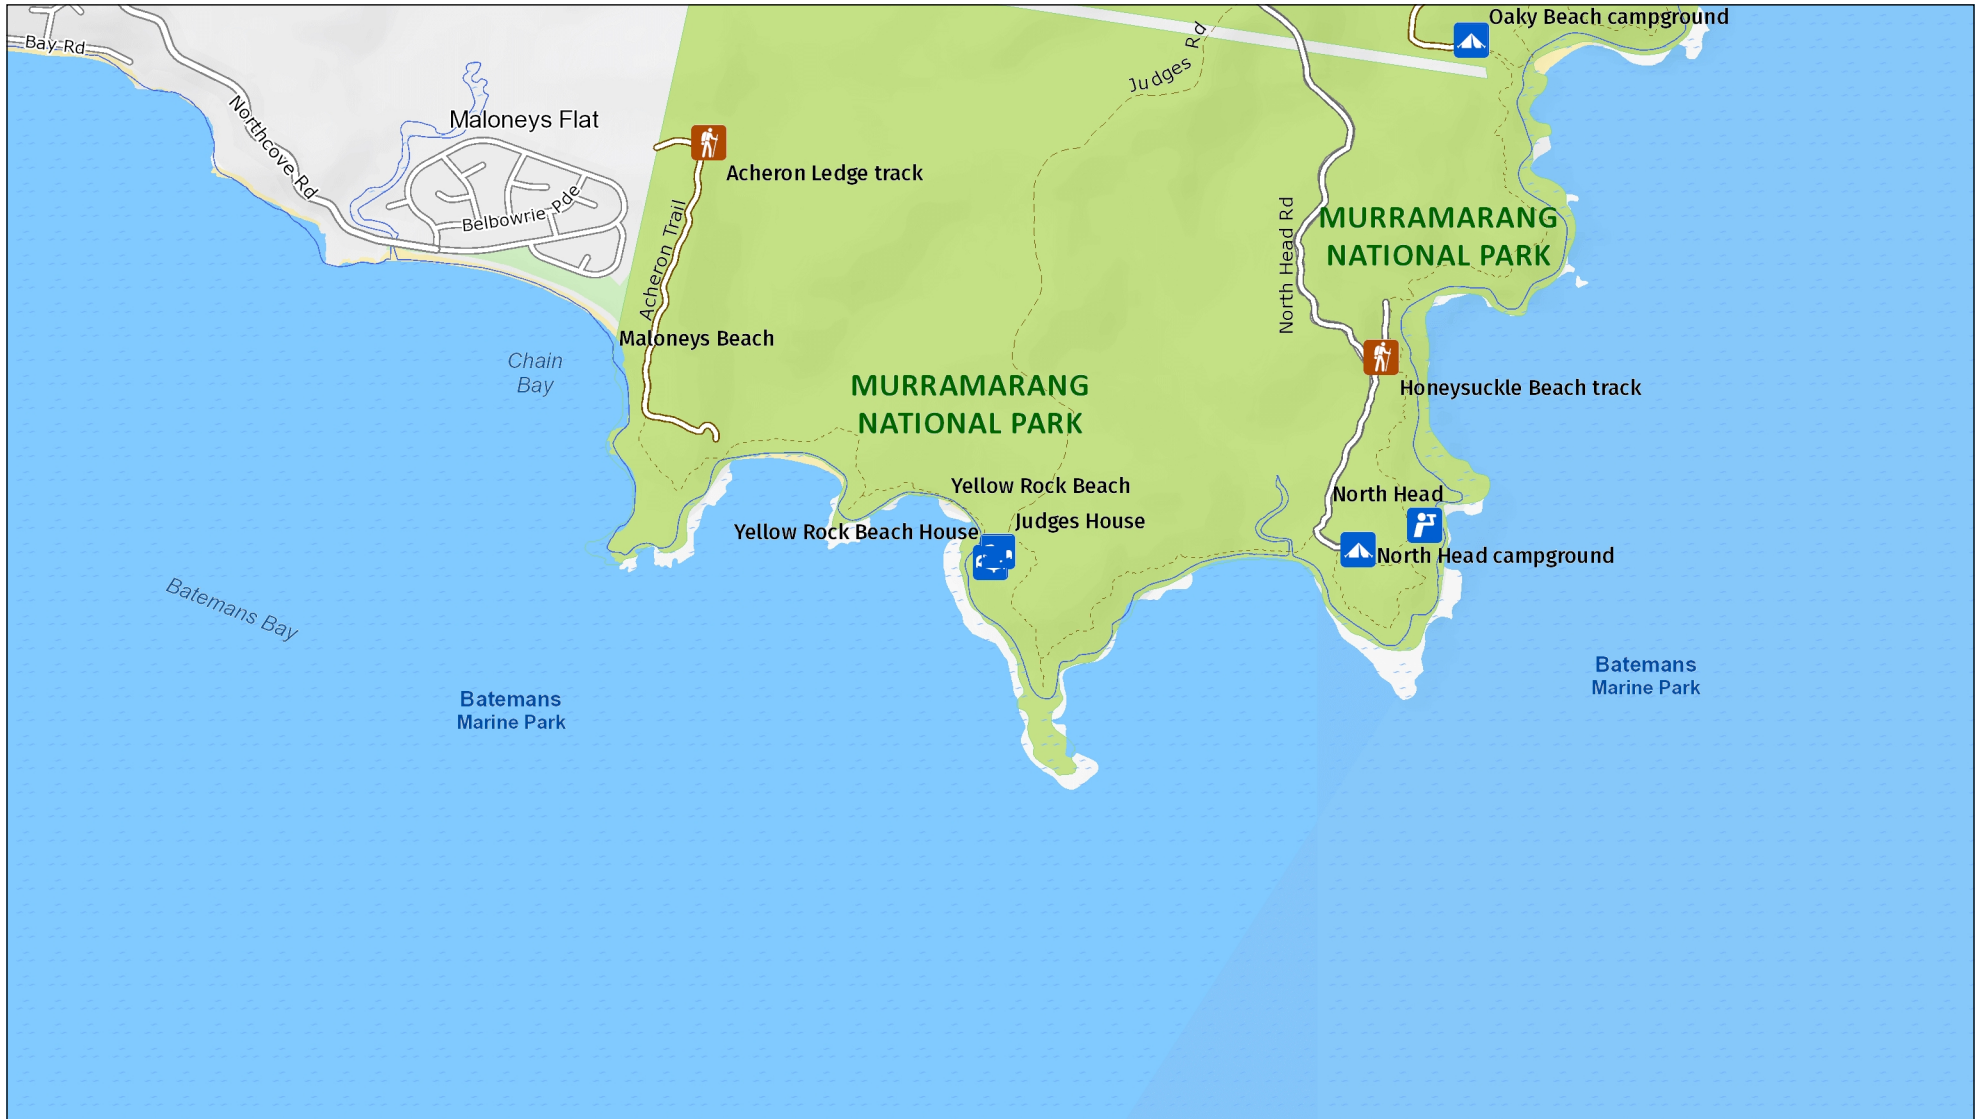 Oaky Beach campground
Bay Rd
Judges Rd
Northcove Rd
Maloneys Flat
Acheron Ledge track
Belbowrie Pde
Acheron Trail
North Head Rd
MURRAMARANG
NATIONAL PARK
Maloneys Beach
Chain
Bay
MURRAMARANG
NATIONAL PARK
Honeysuckle Beach track
Yellow Rock Beach
North Head
Judges House
Yellow Rock Beach House
North Head campground
Batemans Bay
Batemans
Marine Park
Batemans
Marine Park